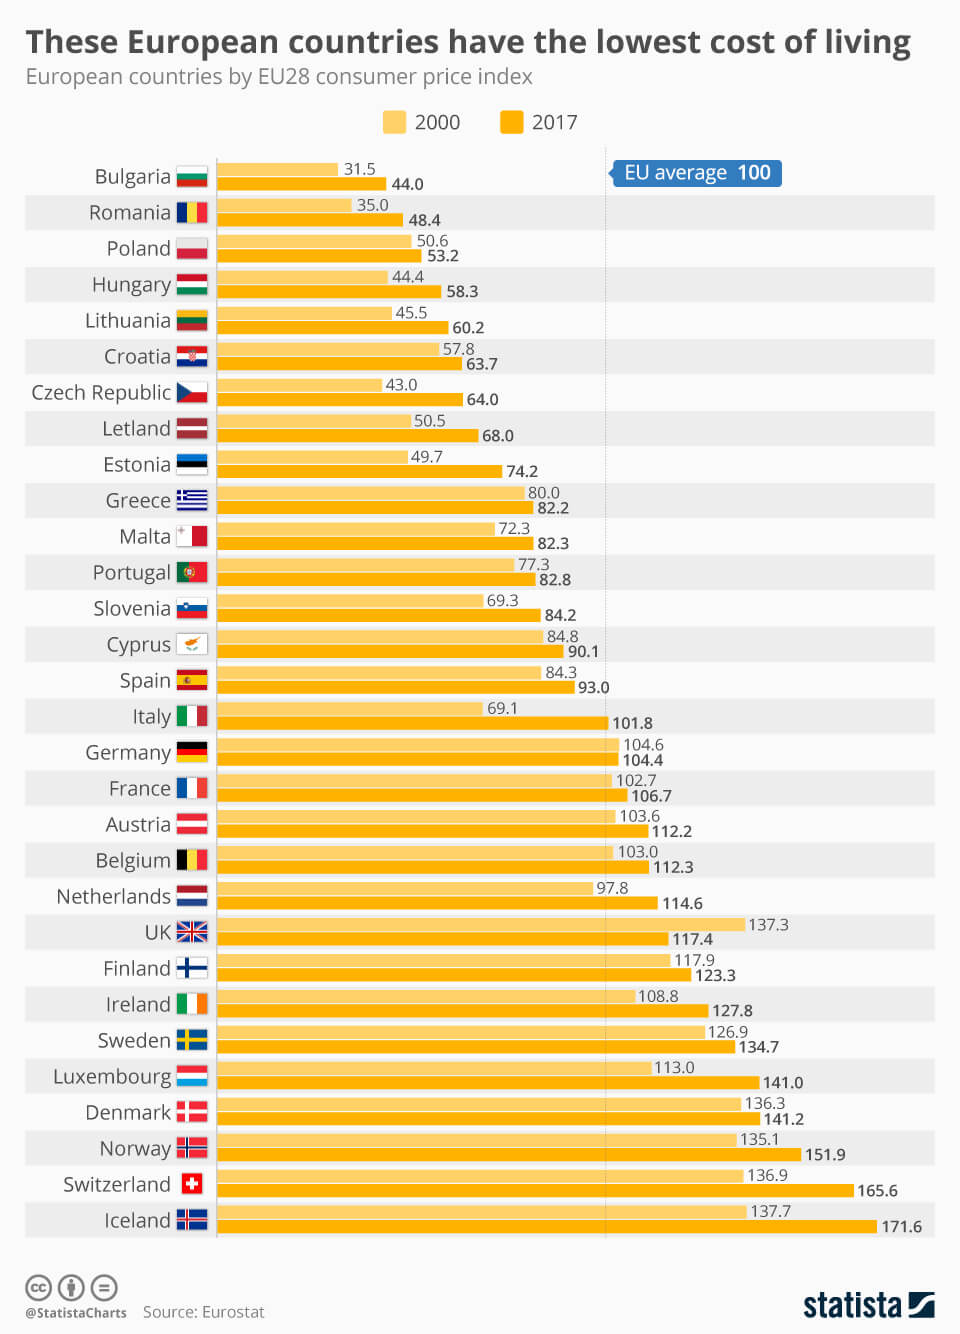 These European countries have the lowest cost of living
European countries by EU28 consumer price index
2000 2017
EU average 100
Bulgaria 31.5
44.0
Romania 35.0
48.4
Poland 50.6
53.2
Hungary 44.4
58.3
Lithuania 45.5
60.2
Croatia 57.8
63.7
Czech Republic 43.0
64.0
Letland 50.5
68.0
Estonia 49.7
74.2
Greece 80.0
82.2
Malta 72.3
82.3
Portugal 77.3
82.8
Slovenia 69.3
84.2
Cyprus 84.8
90.1
Spain 84.3
93.0
Italy 69.1
101.8
Germany 104.6
104.4
France 102.7
106.7
Austria 103.6
112.2
Belgium 103.0
112.3
Netherlands 97.8
114.6
UK 137.3
117.4
Finland 117.9
123.3
Ireland 108.8
127.8
Sweden 126.9
134.7
Luxembourg 113.0
141.0
Denmark 136.3
141.2
Norway 135.1
151.9
Switzerland 136.9
165.6
Iceland 137.7
171.6
cc
@StatistaCharts Source: Eurostat
statista